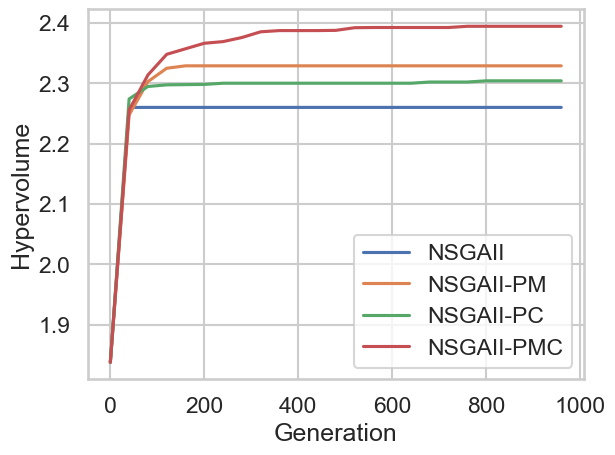 2.4
2.3
2.2
2.1
2.0
1.9
Hypervolume
NSGAII
NSGAII-PM
NSGAII-PC
NSGAII-PMC
0 200 400 600 800 1000
Generation